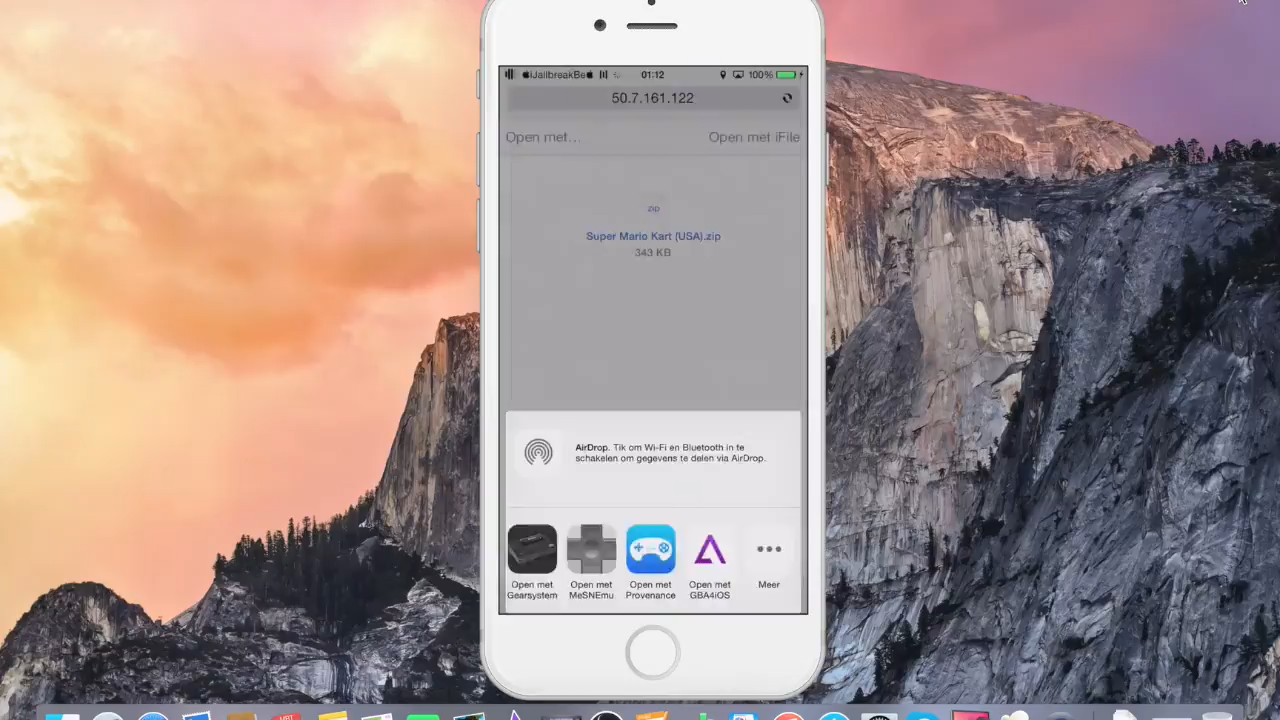 iJailbreakBe 01:12 100%
50.7.161.122
Open met... Open met iFile
zip
Super Mario Kart (USA).zip
343 KB
AirDrop. Tik om Wi-Fi en Bluetooth in te
schakelen om gegevens te delen via AirDrop.
Open met
Gearsystem
Open met
MeSNEmu
Open met
Provenance
Open met
GBA4iOS
Meer